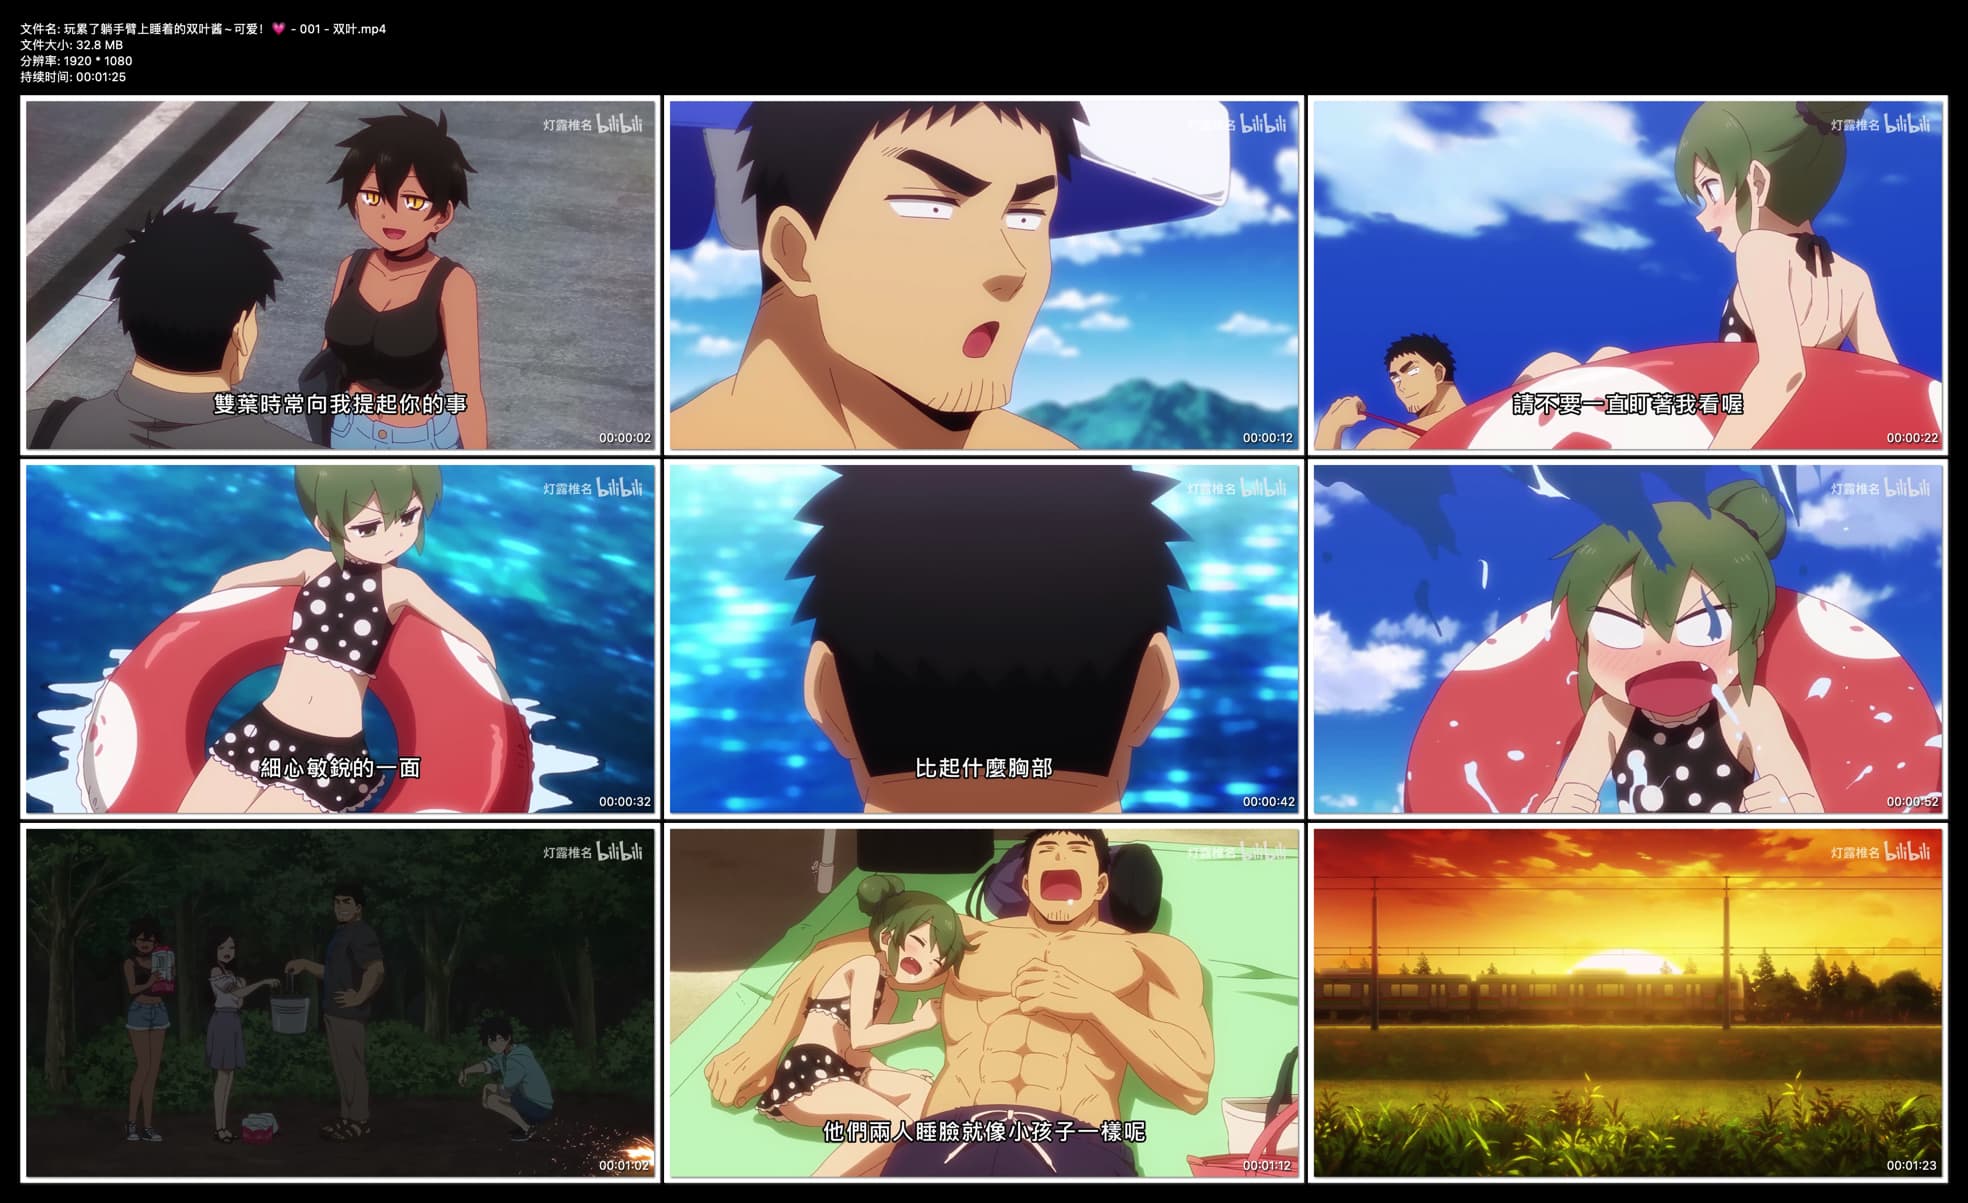 文件名: 玩累了躺手臂上睡着的双叶酱~可爱！💗 - 001 - 双叶.mp4
文件大小: 32.8 MB
分辨率: 1920 * 1080
持续时间: 00:01:25
灯露椎名 bilibili
雙葉時常向我提起你的事
00:00:02
灯露椎名 bilibili
00:00:12
灯露椎名 bilibili
請不要一直盯著我看喔
00:00:22
灯露椎名 bilibili
細心敏銳的一面
00:00:32
灯露椎名 bilibili
比起什麼胸部
00:00:42
灯露椎名 bilibili
00:00:52
灯露椎名 bilibili
00:01:02
灯露椎名 bilibili
他們兩人睡臉就像小孩子一樣呢
00:01:12
灯露椎名 bilibili
00:01:23